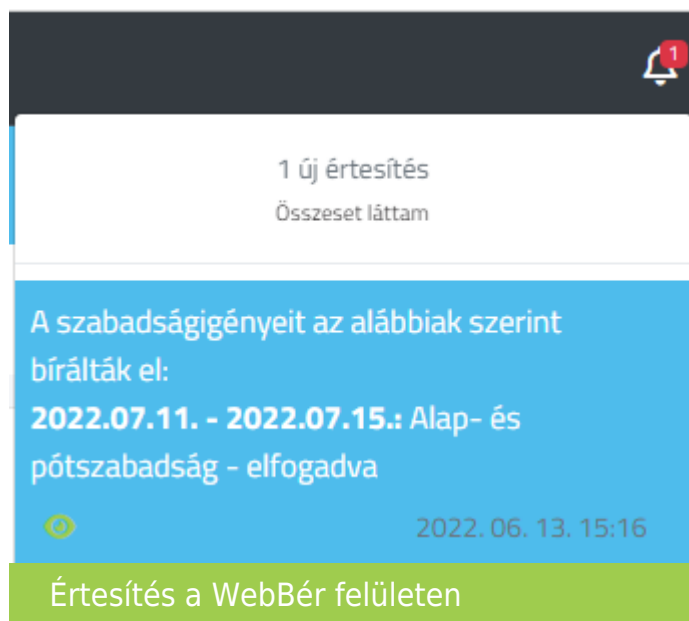 1
1 új értesítés
Összeset láttam
A szabadságigényeit az alábbiak szerint
bírálták el:
2022.07.11. - 2022.07.15.: Alap- és
pótszabadság - elfogadva
2022. 06. 13. 15:16
Értesítés a WebBér felületen